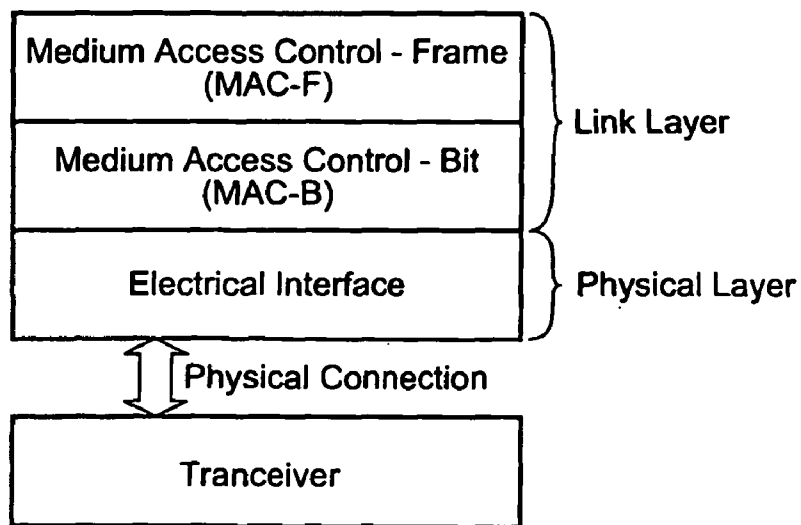 Medium Access Control - Frame
(MAC-F)
Link Layer
Medium Access Control - Bit
(MAC-B)
Electrical Interface
Physical Layer
Physical Connection
Tranceiver